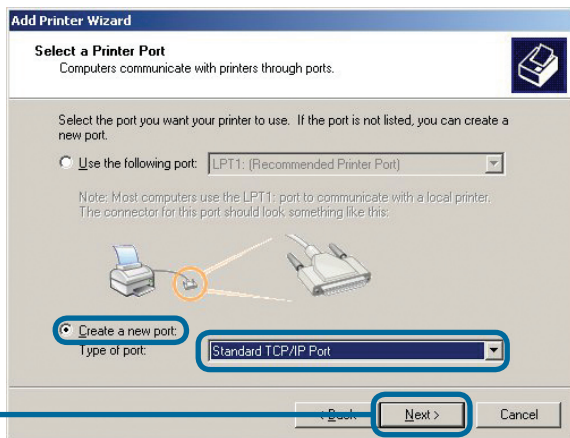 Add Printer Wizard
Select a Printer Port
Computers communicate with printers through ports.
Select the port you want your printer to use. If the port is not listed, you can create a
new port.
Use the following port: LPT1: (Recommended Printer Port)
Note: Most computers use the LPT1: port to communicate with a local printer.
The connector for this port should look something like this:
Create a new port:
Type of port: Standard TCP/IP Port
< Back Next > Cancel